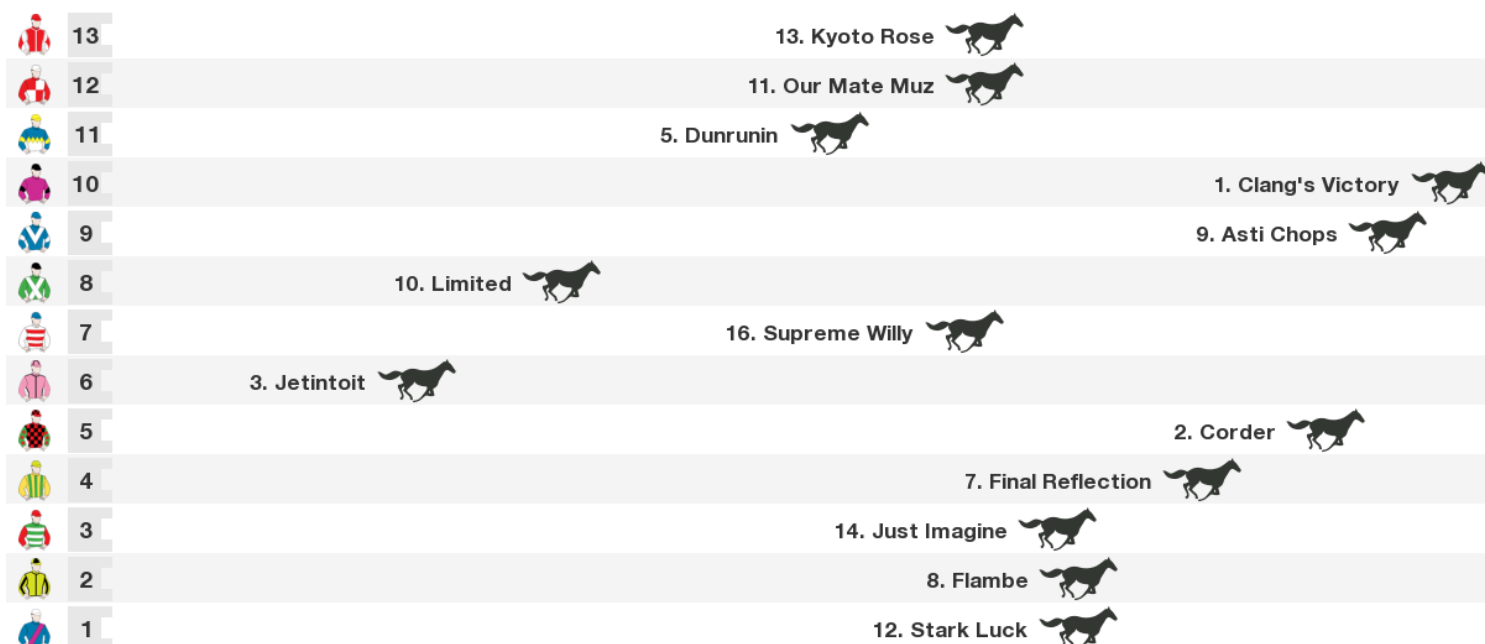 13 13. Kyoto Rose
12 11. Our Mate Muz
11 5. Dunrunin
10 1. Clang's Victory
9 9. Asti Chops
8 10. Limited
7 16. Supreme Willy
6 3. Jetintoit
5 2. Corder
4 7. Final Reflection
3 14. Just Imagine
2 8. Flambe
1 12. Stark Luck